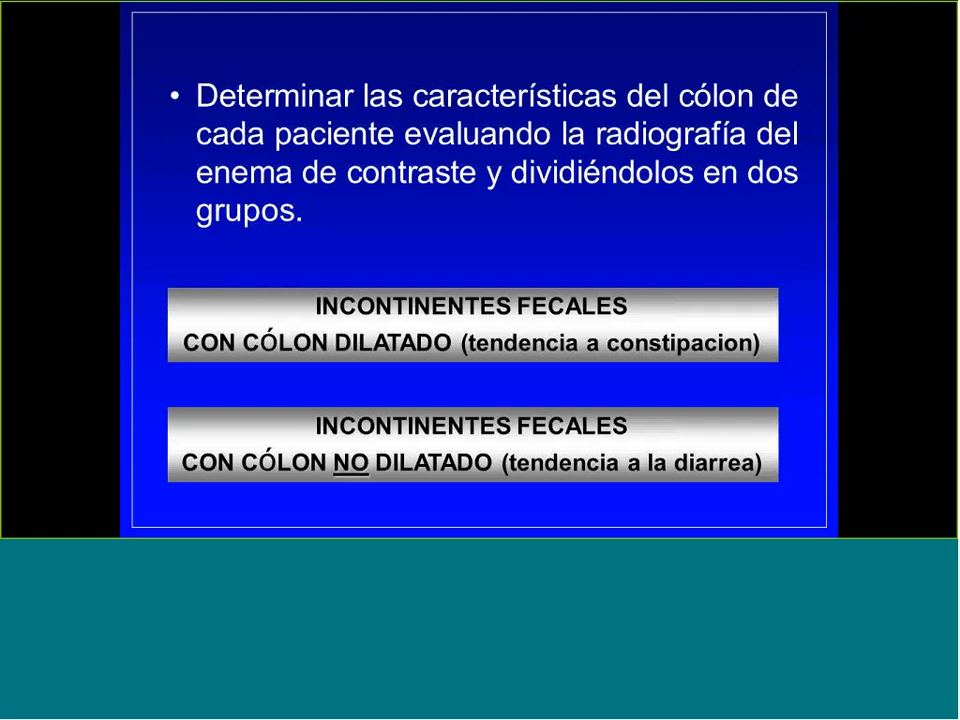 • Determinar las características del cólon de
cada paciente evaluando la radiografía del
enema de contraste y dividiéndolos en dos
grupos.
INCONTINENTES FECALES
CON CÓLON DILATADO (tendencia a constipacion)
INCONTINENTES FECALES
CON CÓLON NO DILATADO (tendencia a la diarrea)